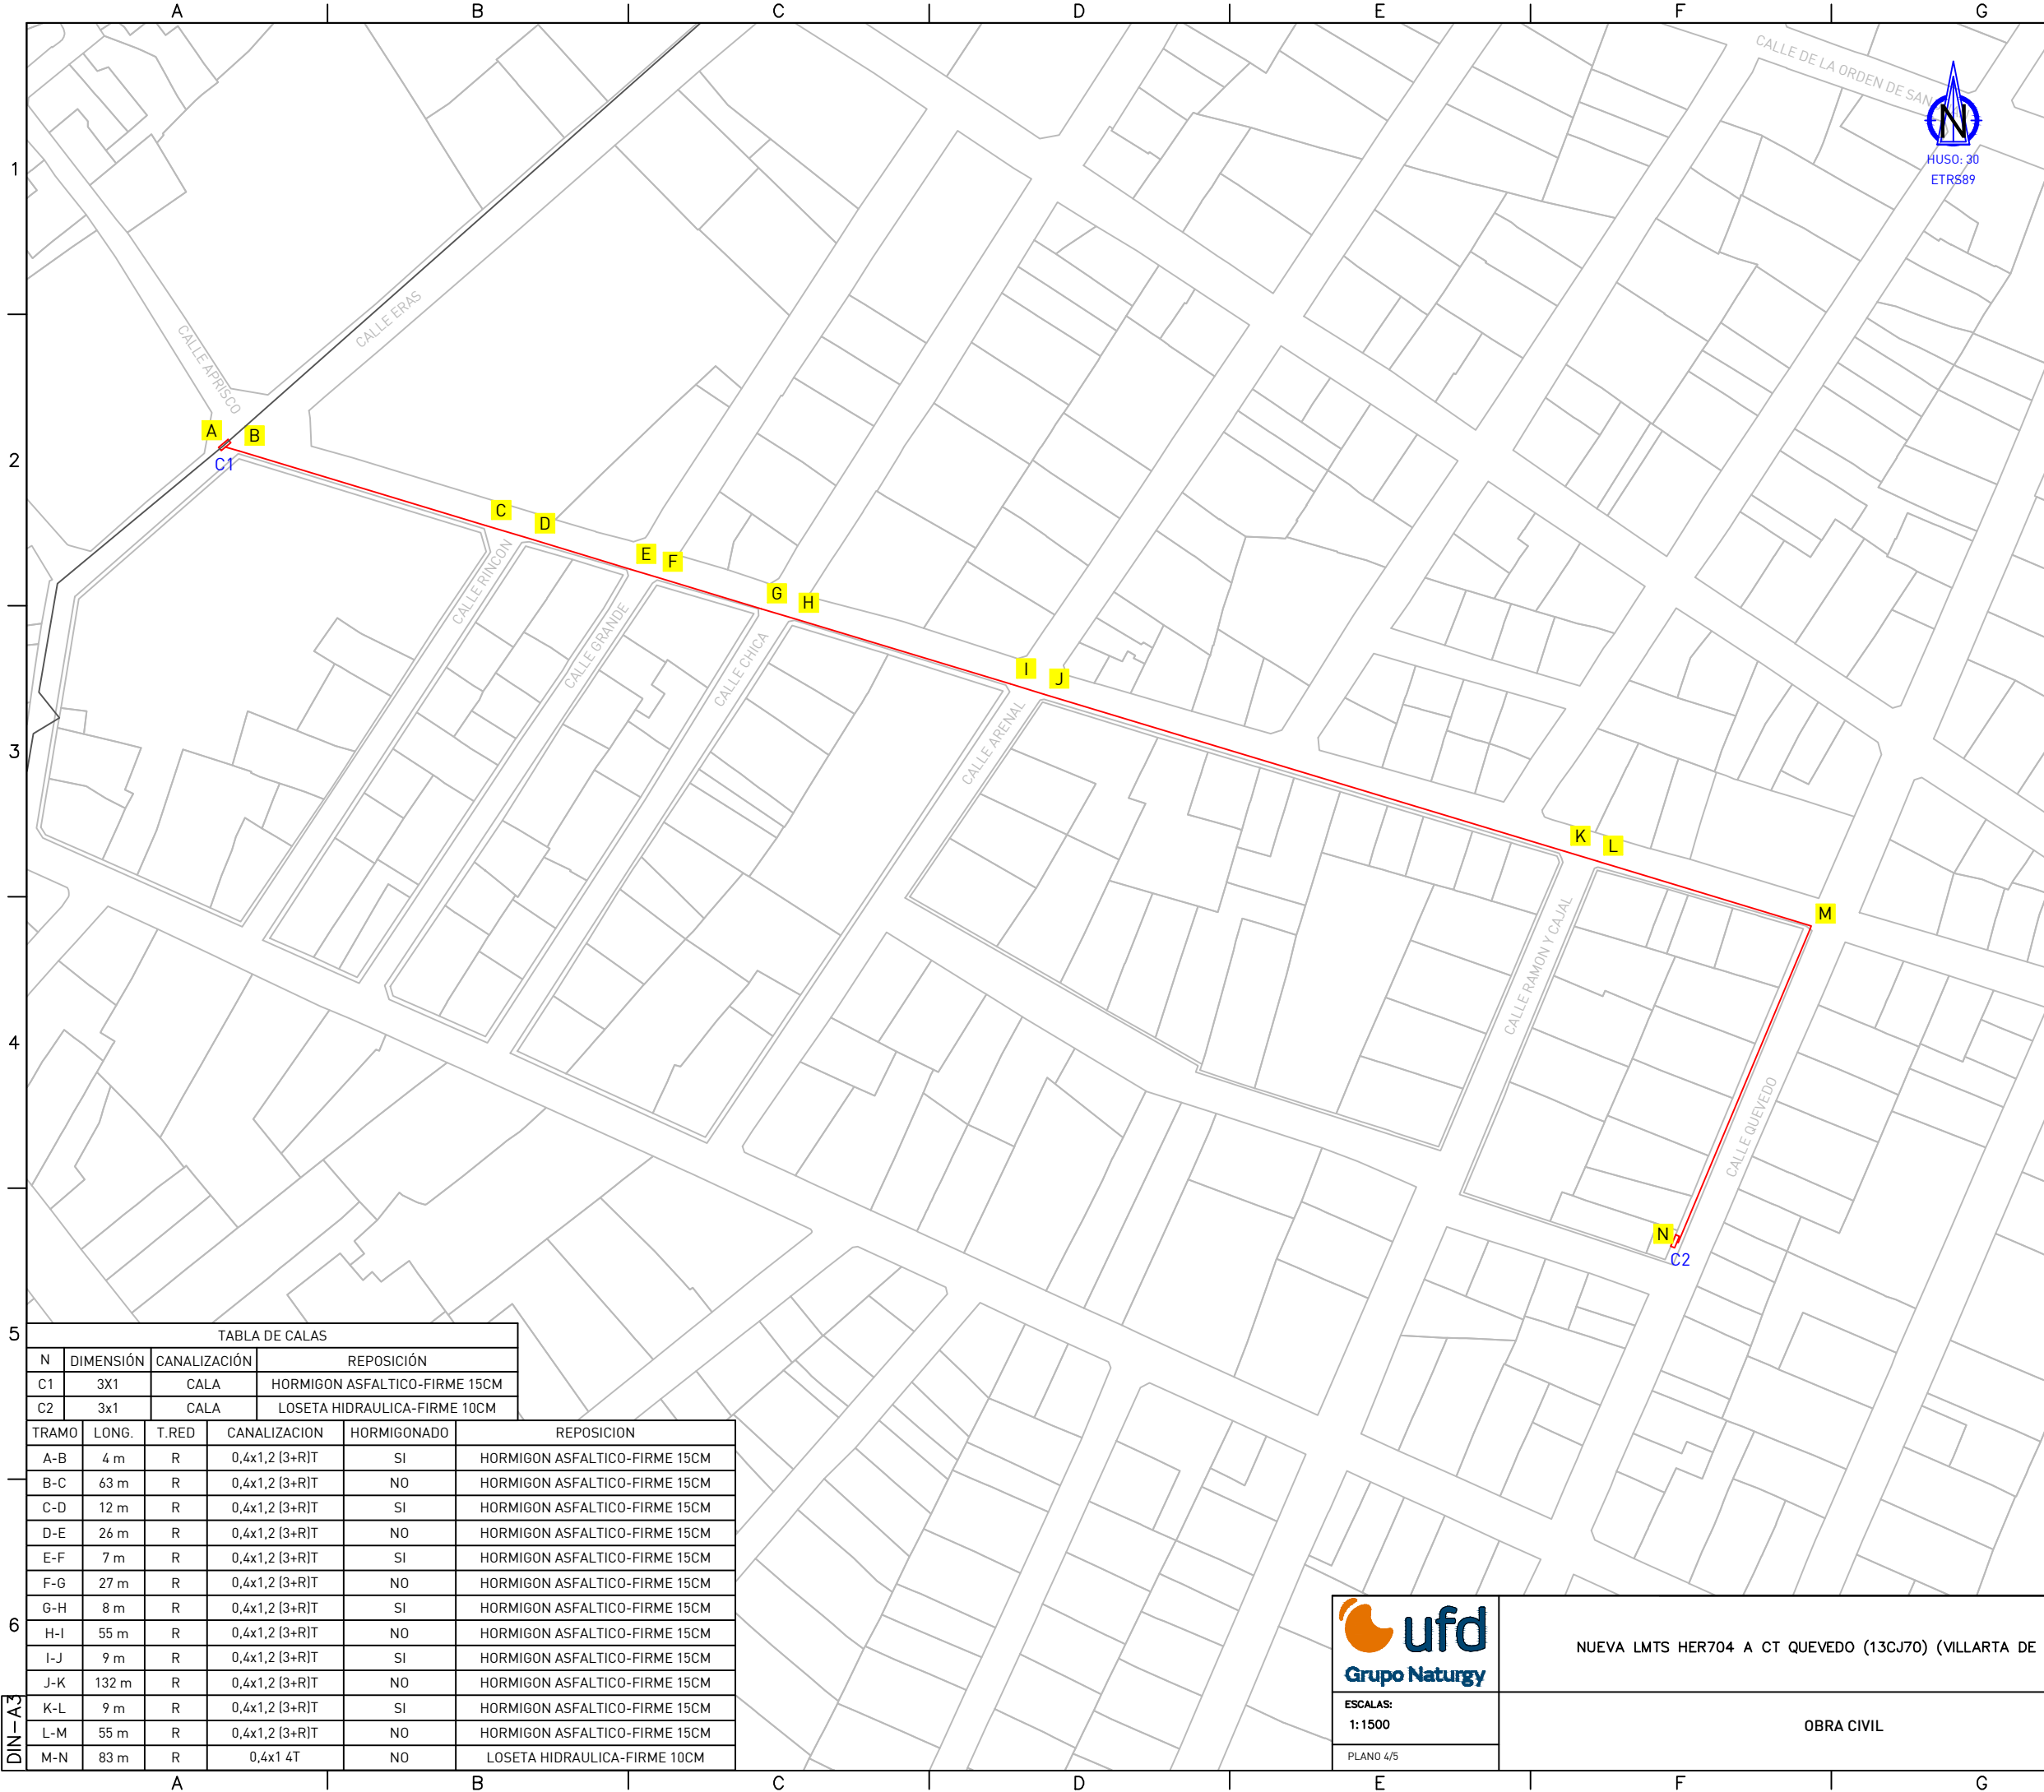 A B C D E F G
1
2
3
4
5
6
CALLE DE LA ORDEN DE SAN
N
HUSO: 30
ETRS89
CALLE ERAS
CALLE APRISCO
A
B
C1
C
D
E
F
G
H
I
J
K
L
M
N
C2
CALLE RINCON
CALLE GRANDE
CALLE CHICA
CALLE ARENAL
CALLE RAMON Y CAJAL
CALLE QUEVEDO
TABLA DE CALAS
N DIMENSIÓN CANALIZACIÓN REPOSICIÓN
C1 3X1 CALA HORMIGON ASFALTICO-FIRME 15CM
C2 3x1 CALA LOSETA HIDRAULICA-FIRME 10CM
TRAMO LONG. T.RED CANALIZACION HORMIGONADO REPOSICION
A-B 4 m R 0,4x1,2 (3+R)T SI HORMIGON ASFALTICO-FIRME 15CM
B-C 63 m R 0,4x1,2 (3+R)T NO HORMIGON ASFALTICO-FIRME 15CM
C-D 12 m R 0,4x1,2 (3+R)T SI HORMIGON ASFALTICO-FIRME 15CM
D-E 26 m R 0,4x1,2 (3+R)T NO HORMIGON ASFALTICO-FIRME 15CM
E-F 7 m R 0,4x1,2 (3+R)T SI HORMIGON ASFALTICO-FIRME 15CM
F-G 27 m R 0,4x1,2 (3+R)T NO HORMIGON ASFALTICO-FIRME 15CM
G-H 8 m R 0,4x1,2 (3+R)T SI HORMIGON ASFALTICO-FIRME 15CM
H-I 55 m R 0,4x1,2 (3+R)T NO HORMIGON ASFALTICO-FIRME 15CM
I-J 9 m R 0,4x1,2 (3+R)T SI HORMIGON ASFALTICO-FIRME 15CM
J-K 132 m R 0,4x1,2 (3+R)T NO HORMIGON ASFALTICO-FIRME 15CM
K-L 9 m R 0,4x1,2 (3+R)T SI HORMIGON ASFALTICO-FIRME 15CM
L-M 55 m R 0,4x1,2 (3+R)T NO HORMIGON ASFALTICO-FIRME 15CM
M-N 83 m R 0,4x1 4T NO LOSETA HIDRAULICA-FIRME 10CM
DIN-A3
ufd
Grupo Naturgy
NUEVA LMTS HER704 A CT QUEVEDO (13CJ70) (VILLARTA DE
ESCALAS:
1:1500
OBRA CIVIL
PLANO 4/5
A B C D E F G